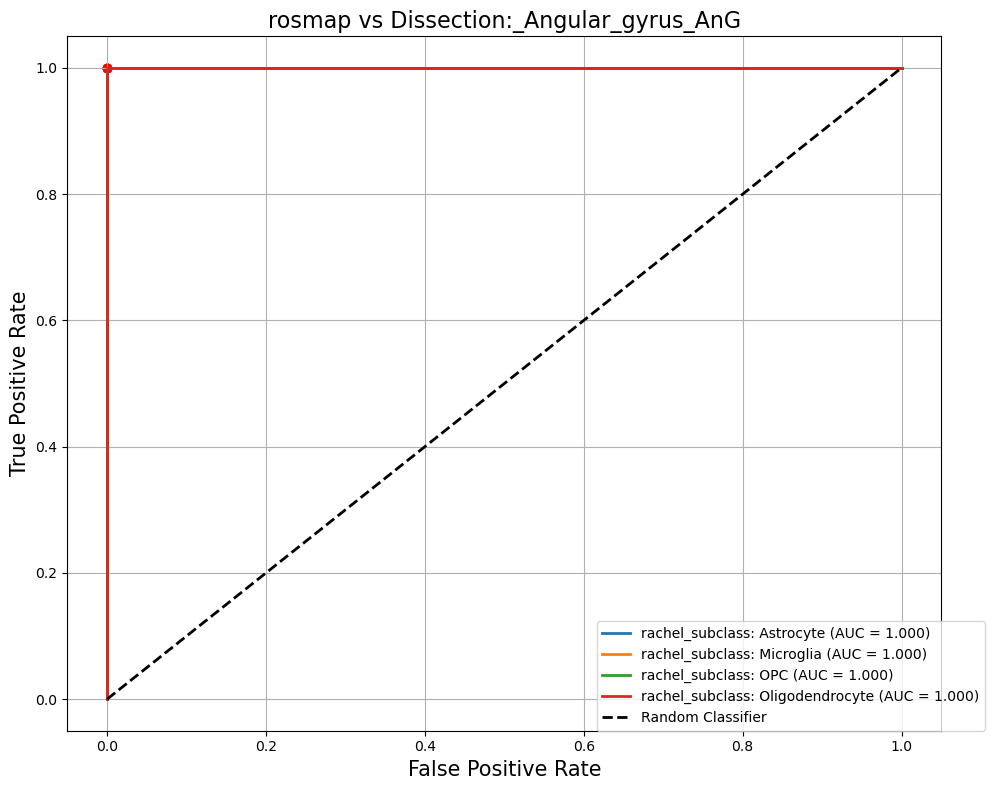 rosmap vs Dissection:_Angular_gyrus_AnG
True Positive Rate
1.0
0.8
0.6
0.4
0.2
0.0
rachel_subclass: Astrocyte (AUC = 1.000)
rachel_subclass: Microglia (AUC = 1.000)
rachel_subclass: OPC (AUC = 1.000)
rachel_subclass: Oligodendrocyte (AUC = 1.000)
Random Classifier
0.0 0.2 0.4 0.6 0.8 1.0
False Positive Rate